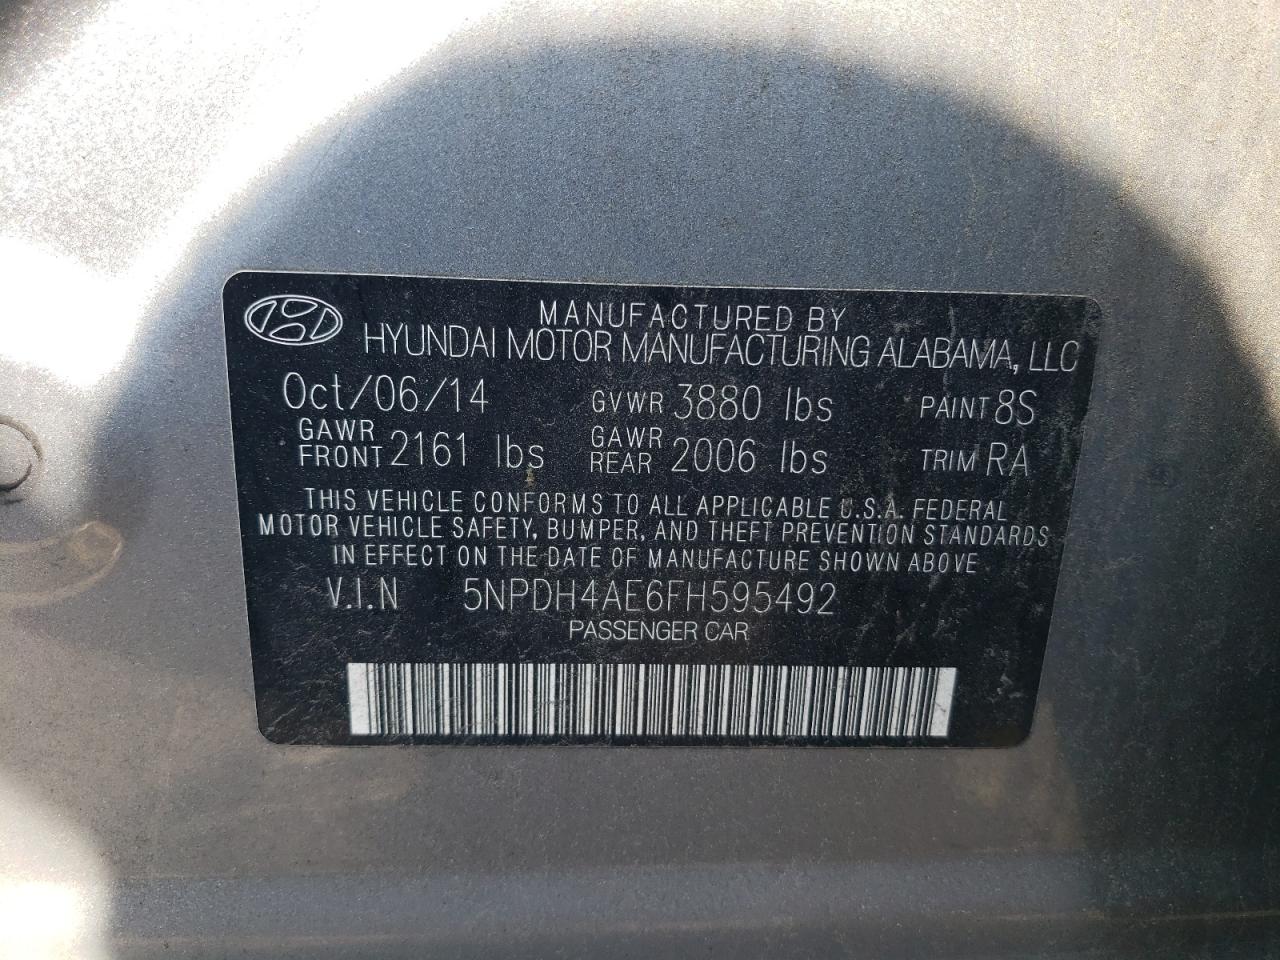 MANUFACTURED BY
HYUNDAI MOTOR MANUFACTURING ALABAMA, LLC
Oct/06/14 GVWR 3880 lbs PAINT 8S
GAWR FRONT 2161 lbs GAWR REAR 2006 lbs TRIM RA
THIS VEHICLE CONFORMS TO ALL APPLICABLE U.S.A. FEDERAL
MOTOR VEHICLE SAFETY, BUMPER, AND THEFT PREVENTION STANDARDS
IN EFFECT ON THE DATE OF MANUFACTURE SHOWN ABOVE
V.I.N 5NPDH4AE6FH595492
PASSENGER CAR